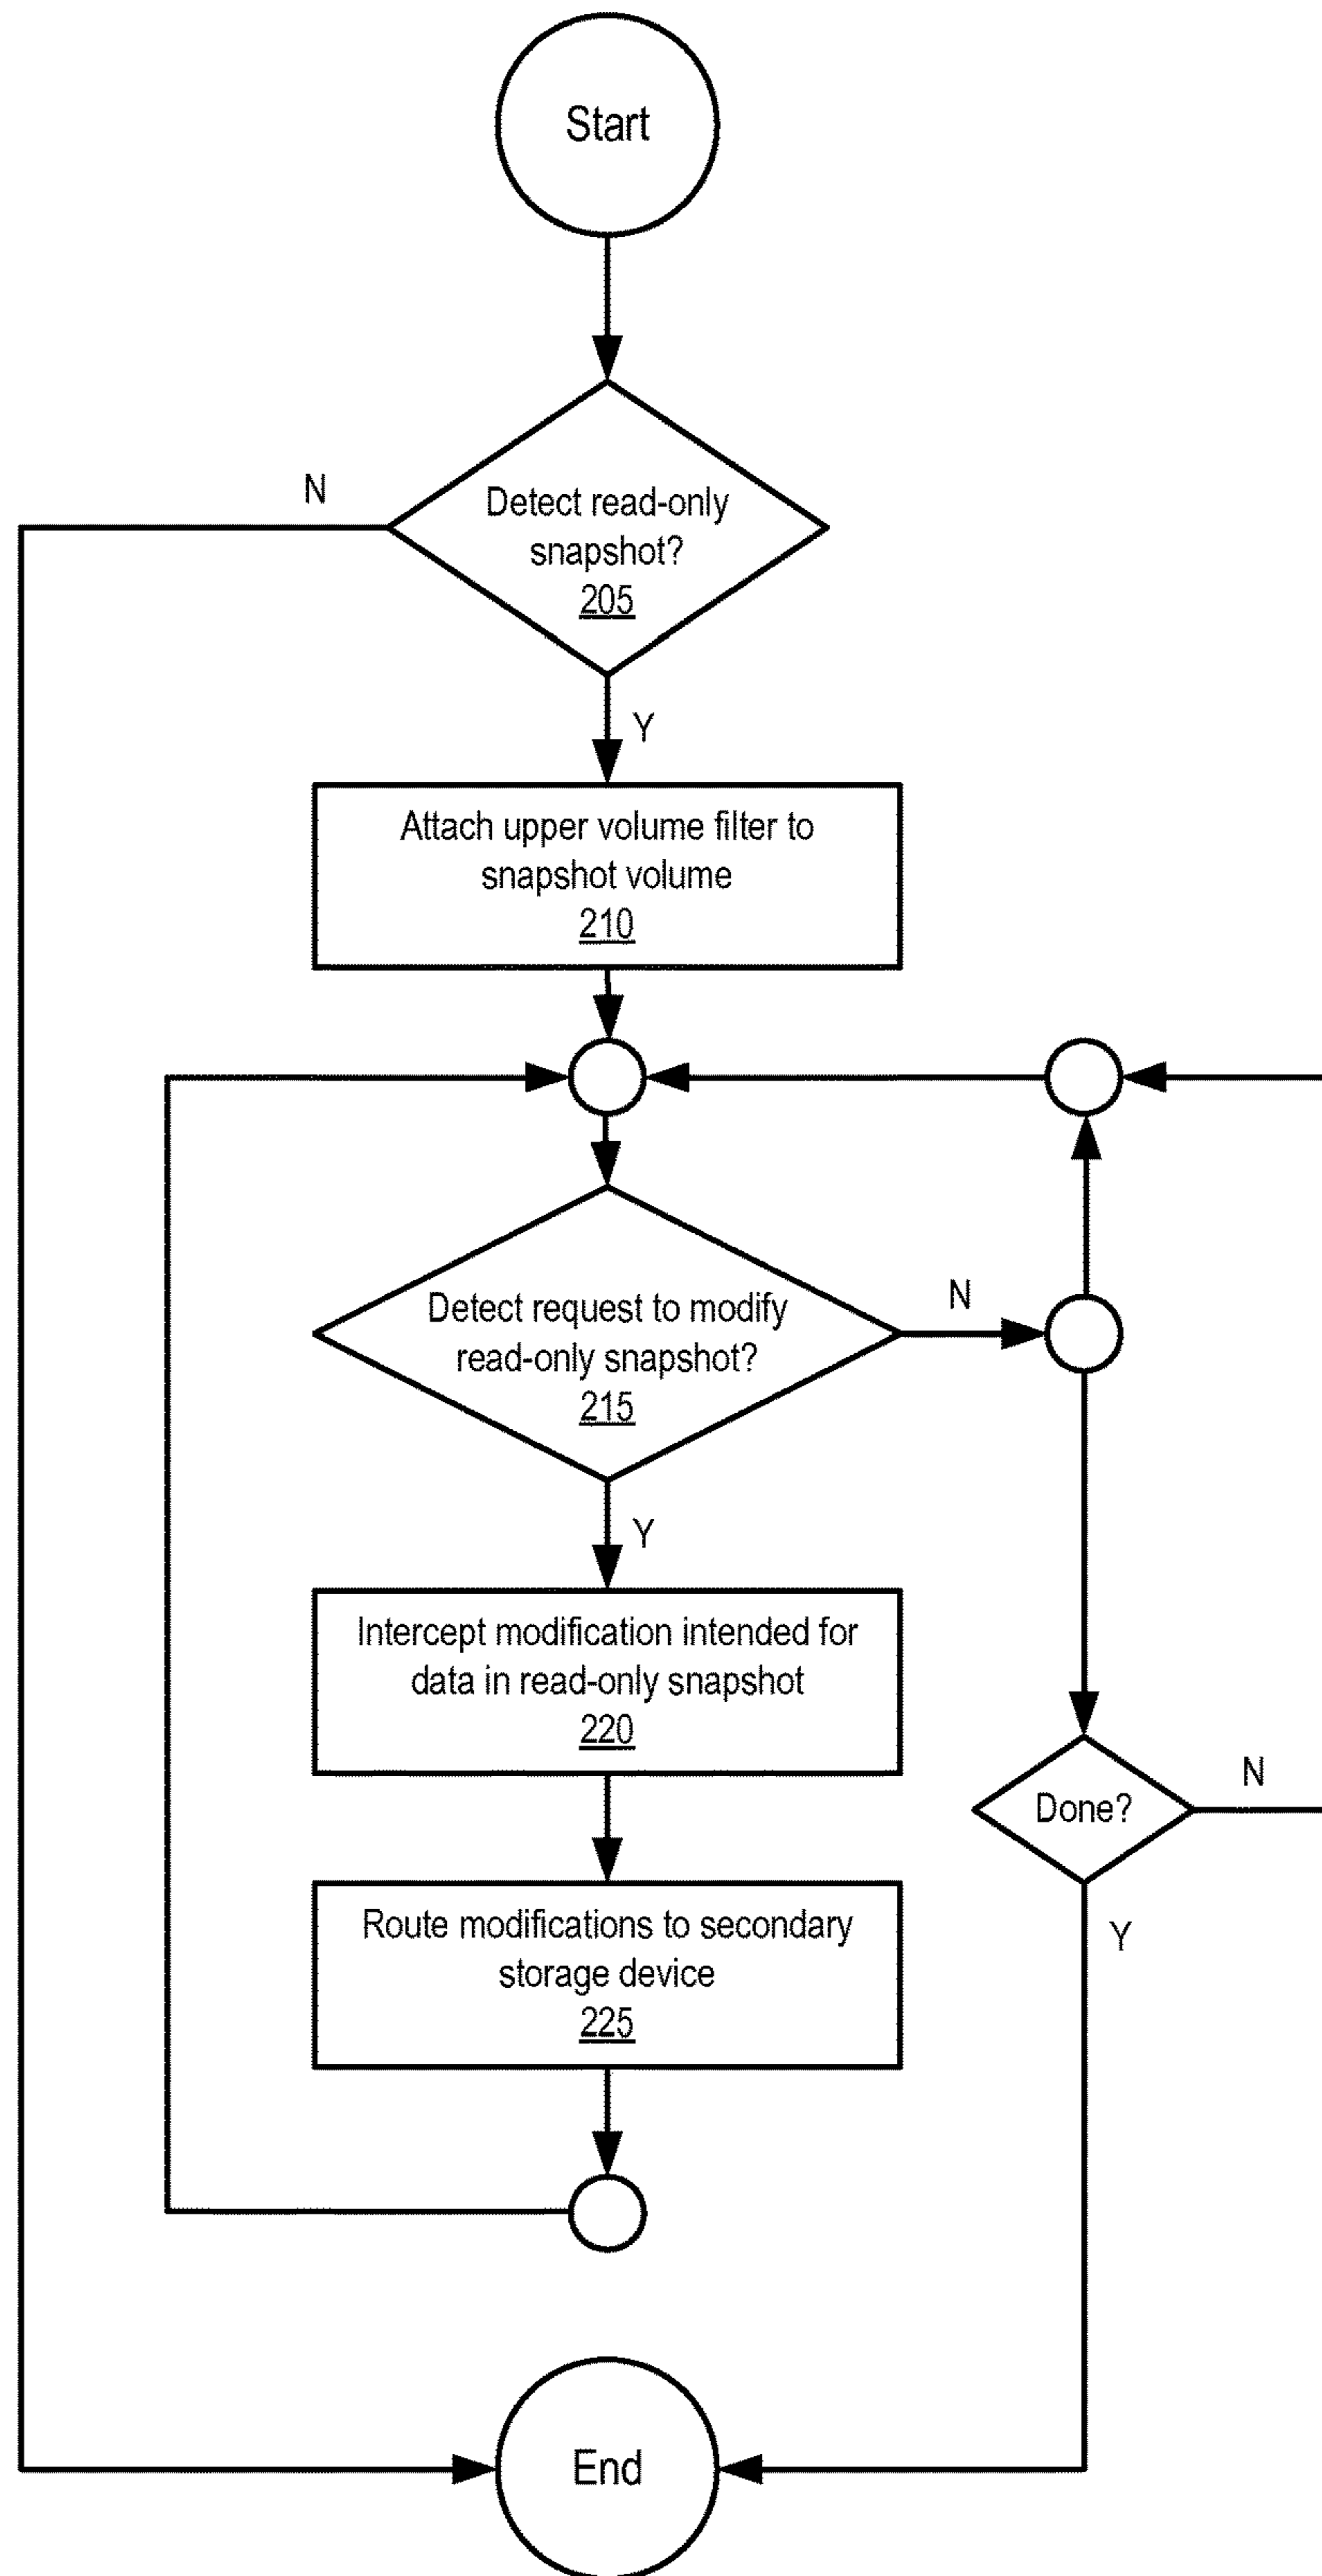 Start
N
Detect read-only
snapshot?
205
Y
Attach upper volume filter to
snapshot volume
210
Detect request to modify
read-only snapshot?
215
N
Y
Intercept modification intended for
data in read-only snapshot
220
Done?
N
Route modifications to secondary
storage device
225
Y
End